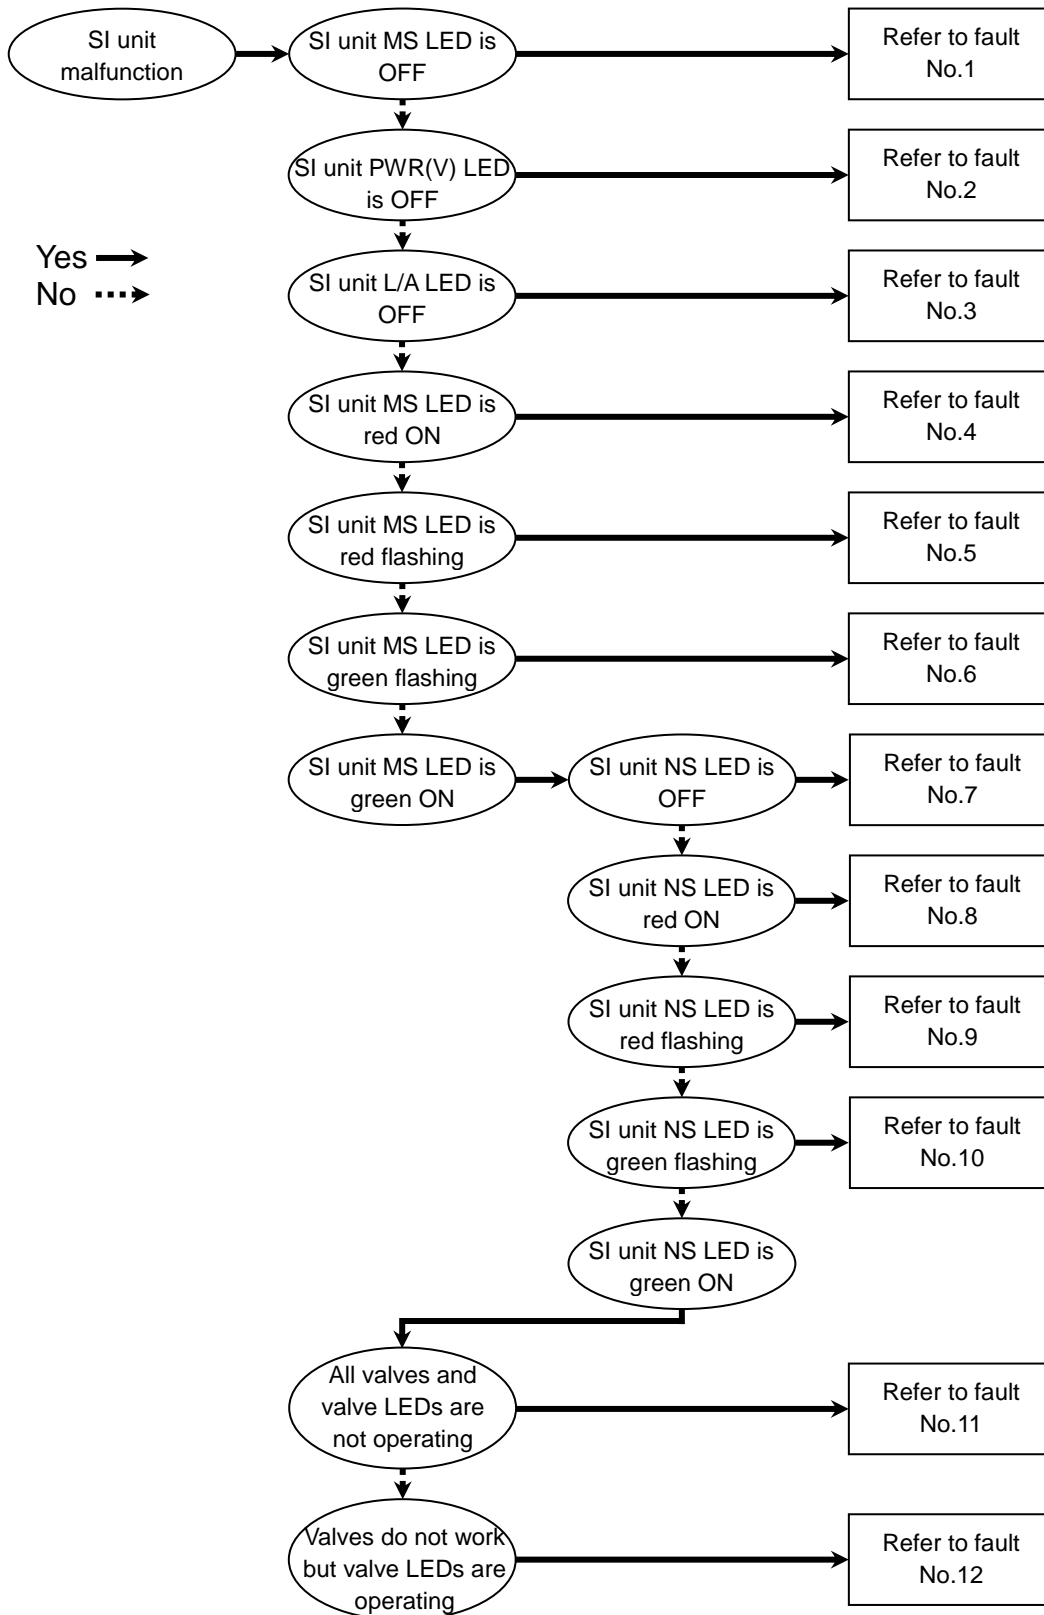 SI unit
malfunction
SI unit MS LED is
OFF
Refer to fault
No.1
SI unit PWR(V) LED
is OFF
Refer to fault
No.2
Yes
No
SI unit L/A LED is
OFF
Refer to fault
No.3
SI unit MS LED is
red ON
Refer to fault
No.4
SI unit MS LED is
red flashing
Refer to fault
No.5
SI unit MS LED is
green flashing
Refer to fault
No.6
SI unit MS LED is
green ON
SI unit NS LED is
OFF
Refer to fault
No.7
SI unit NS LED is
red ON
Refer to fault
No.8
SI unit NS LED is
red flashing
Refer to fault
No.9
SI unit NS LED is
green flashing
Refer to fault
No.10
SI unit NS LED is
green ON
All valves and
valve LEDs are
not operating
Refer to fault
No.11
Valves do not work
but valve LEDs are
operating
Refer to fault
No.12